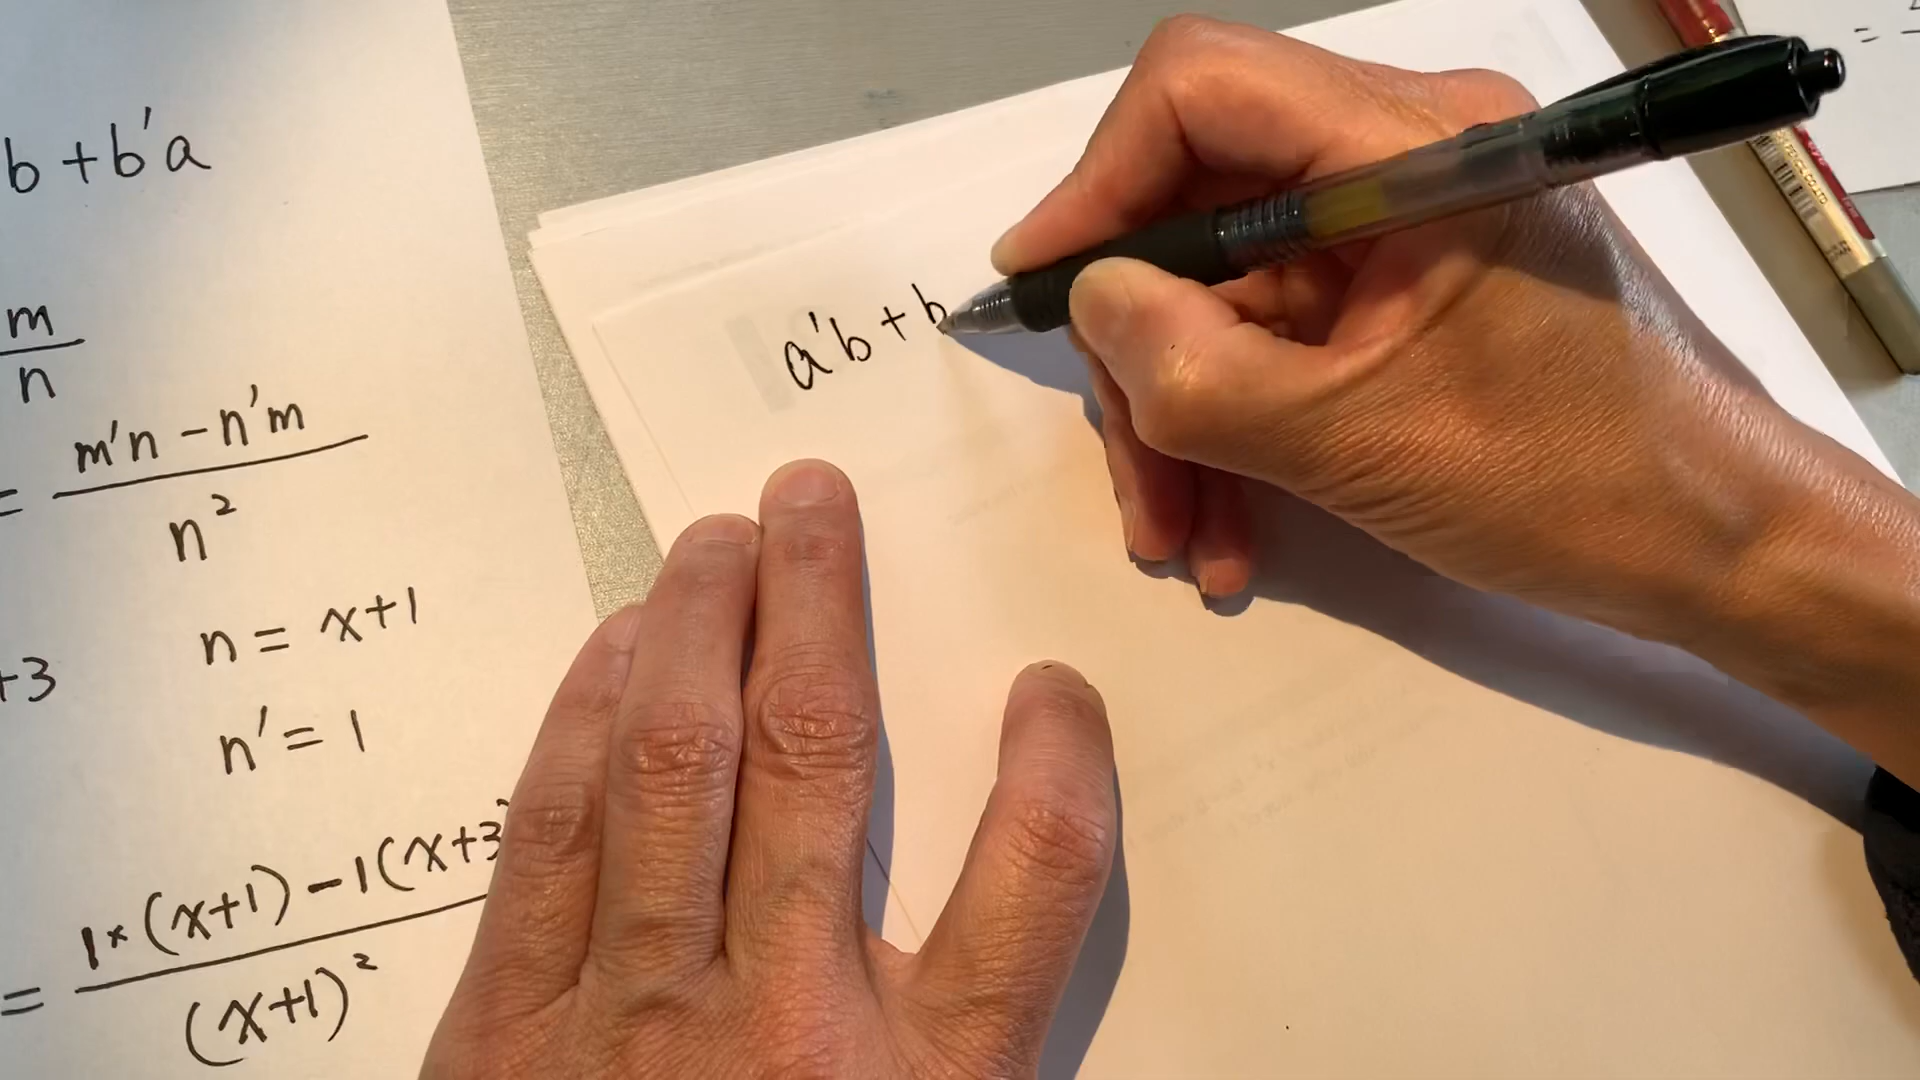 b + b'a
m
n
= m'n - n'm
n²
n = x+1
+3
n' = 1
1×(x+1) - 1(x+3)
=
(x+1)²
a'b + b
=